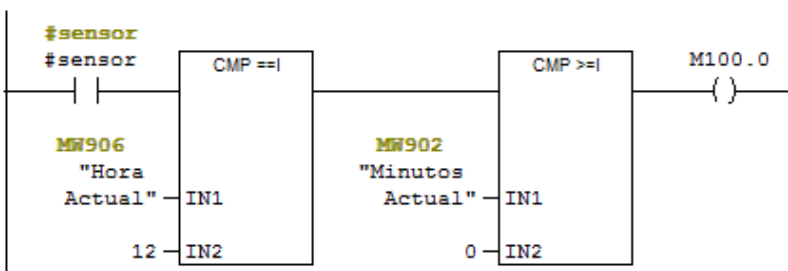 #sensor
#sensor
CMP ==I
CMP >=I
M100.0
MW906
"Hora
Actual"
IN1
12
IN2
MW902
"Minutos
Actual"
IN1
0
IN2